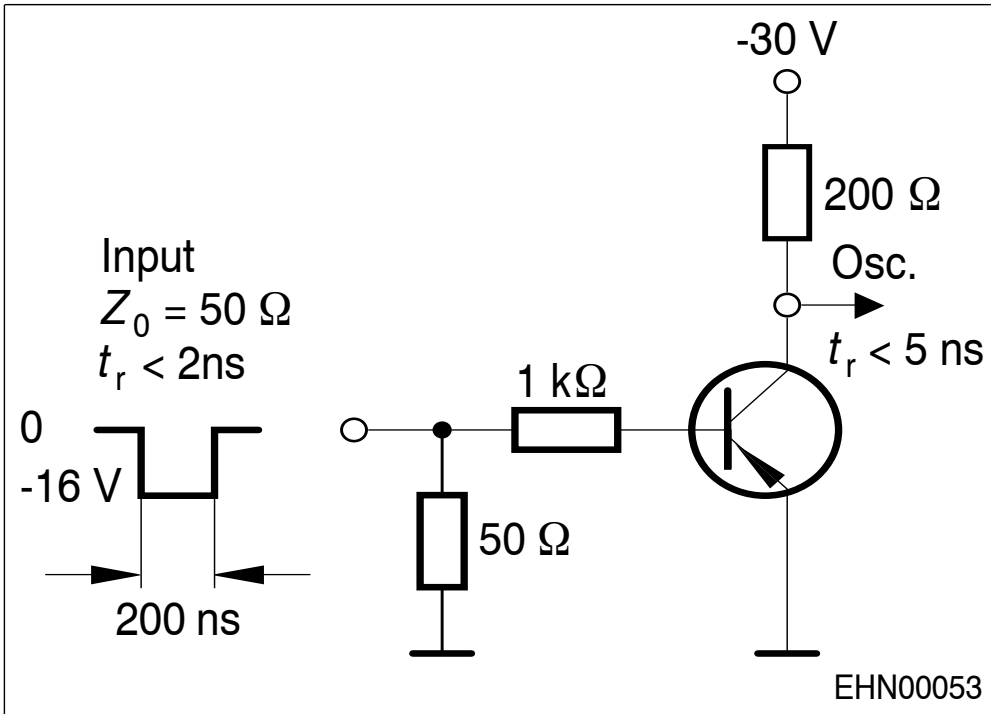 -30 V
200 Ω
Input
Z0 = 50 Ω
tr < 2ns
Osc.
tr < 5 ns
1 kΩ
0
-16 V
50 Ω
200 ns
EHN00053